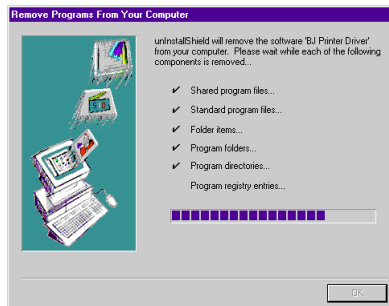 Remove Programs From Your Computer
unInstallShield will remove the software 'BJ Printer Driver'
from your computer. Please wait while each of the following
components is removed...
✔ Shared program files...
✔ Standard program files...
✔ Folder items...
✔ Program folders...
✔ Program directories...
Program registry entries...
OK